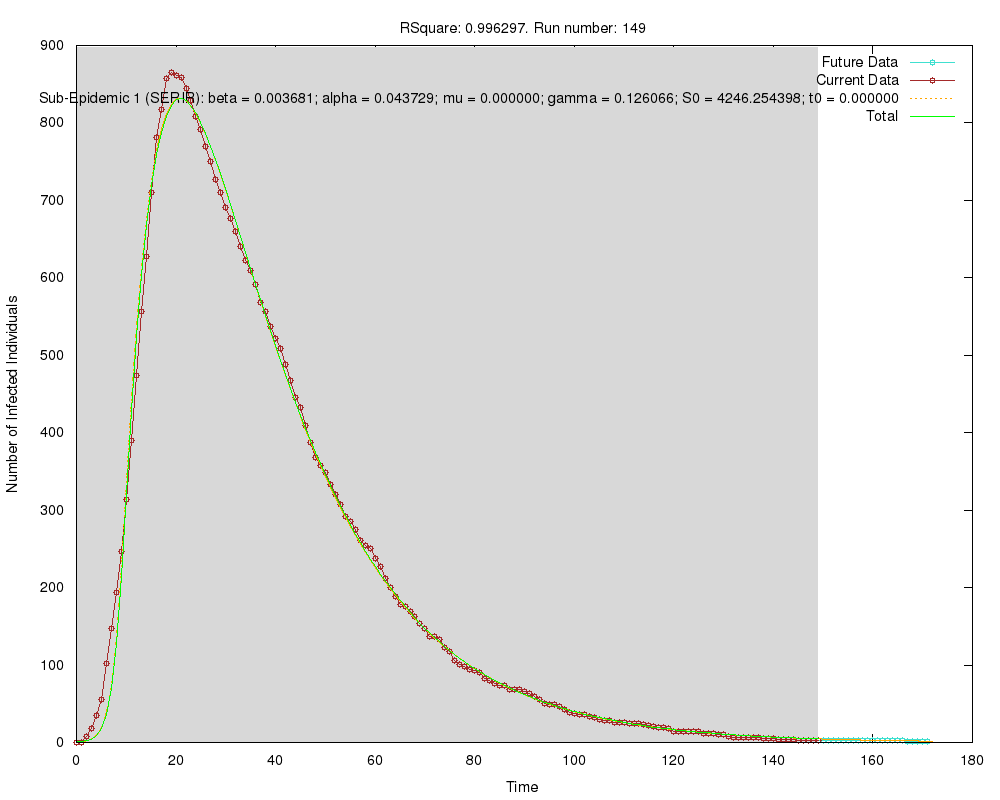 RSquare: 0.996297. Run number: 149
900
800
700
600
500
400
300
200
100
0
Number of Infected Individuals
Future Data
Current Data
Sub-Epidemic 1 beta = 0.003681; alpha = 0.043729; mu = 0.000000; gamma = 0.126066; S0 = 4246.254398; t0 = 0.000000
Total
0 20 40 60 80 100 120 140 160 180
Time